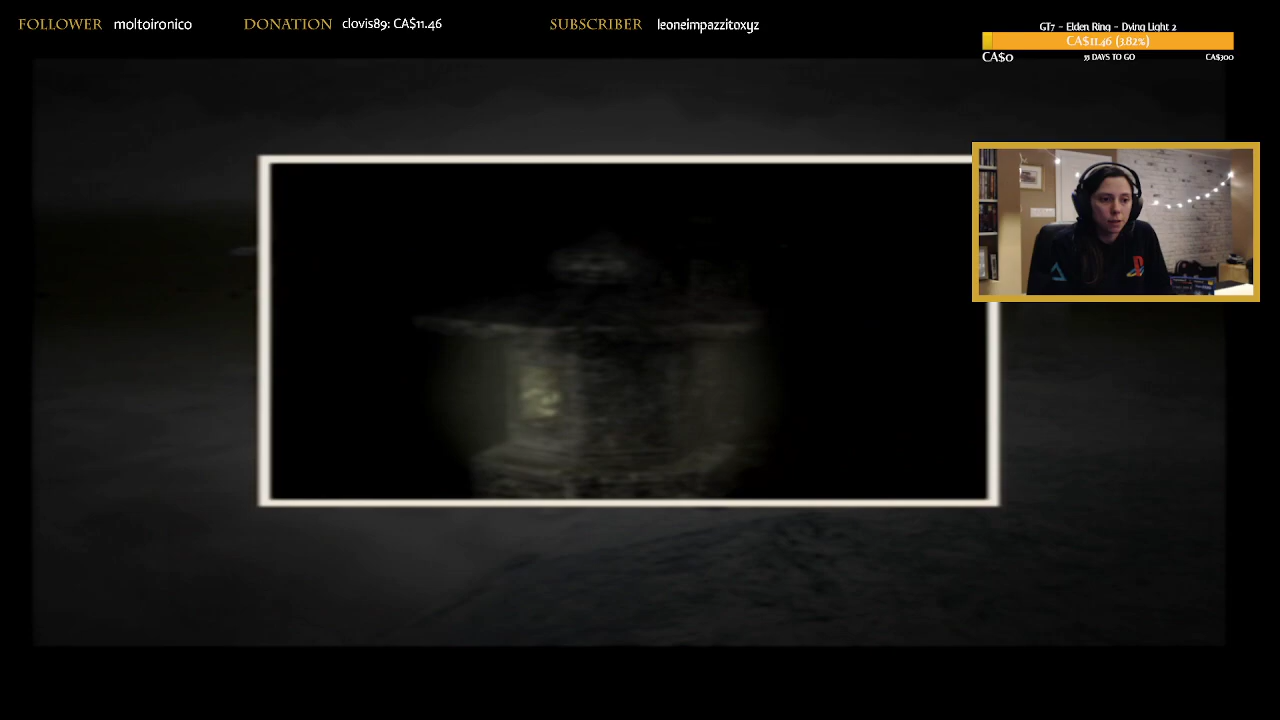 FOLLOWER moltoironico DONATION clovis89: CA$11.46 SUBSCRIBER leoneimpazzitoxyz
GT7 - Elden Ring - Dying Light 2
CA$11.46 (3.82%)
CA$0 33 DAYS TO GO CA$300